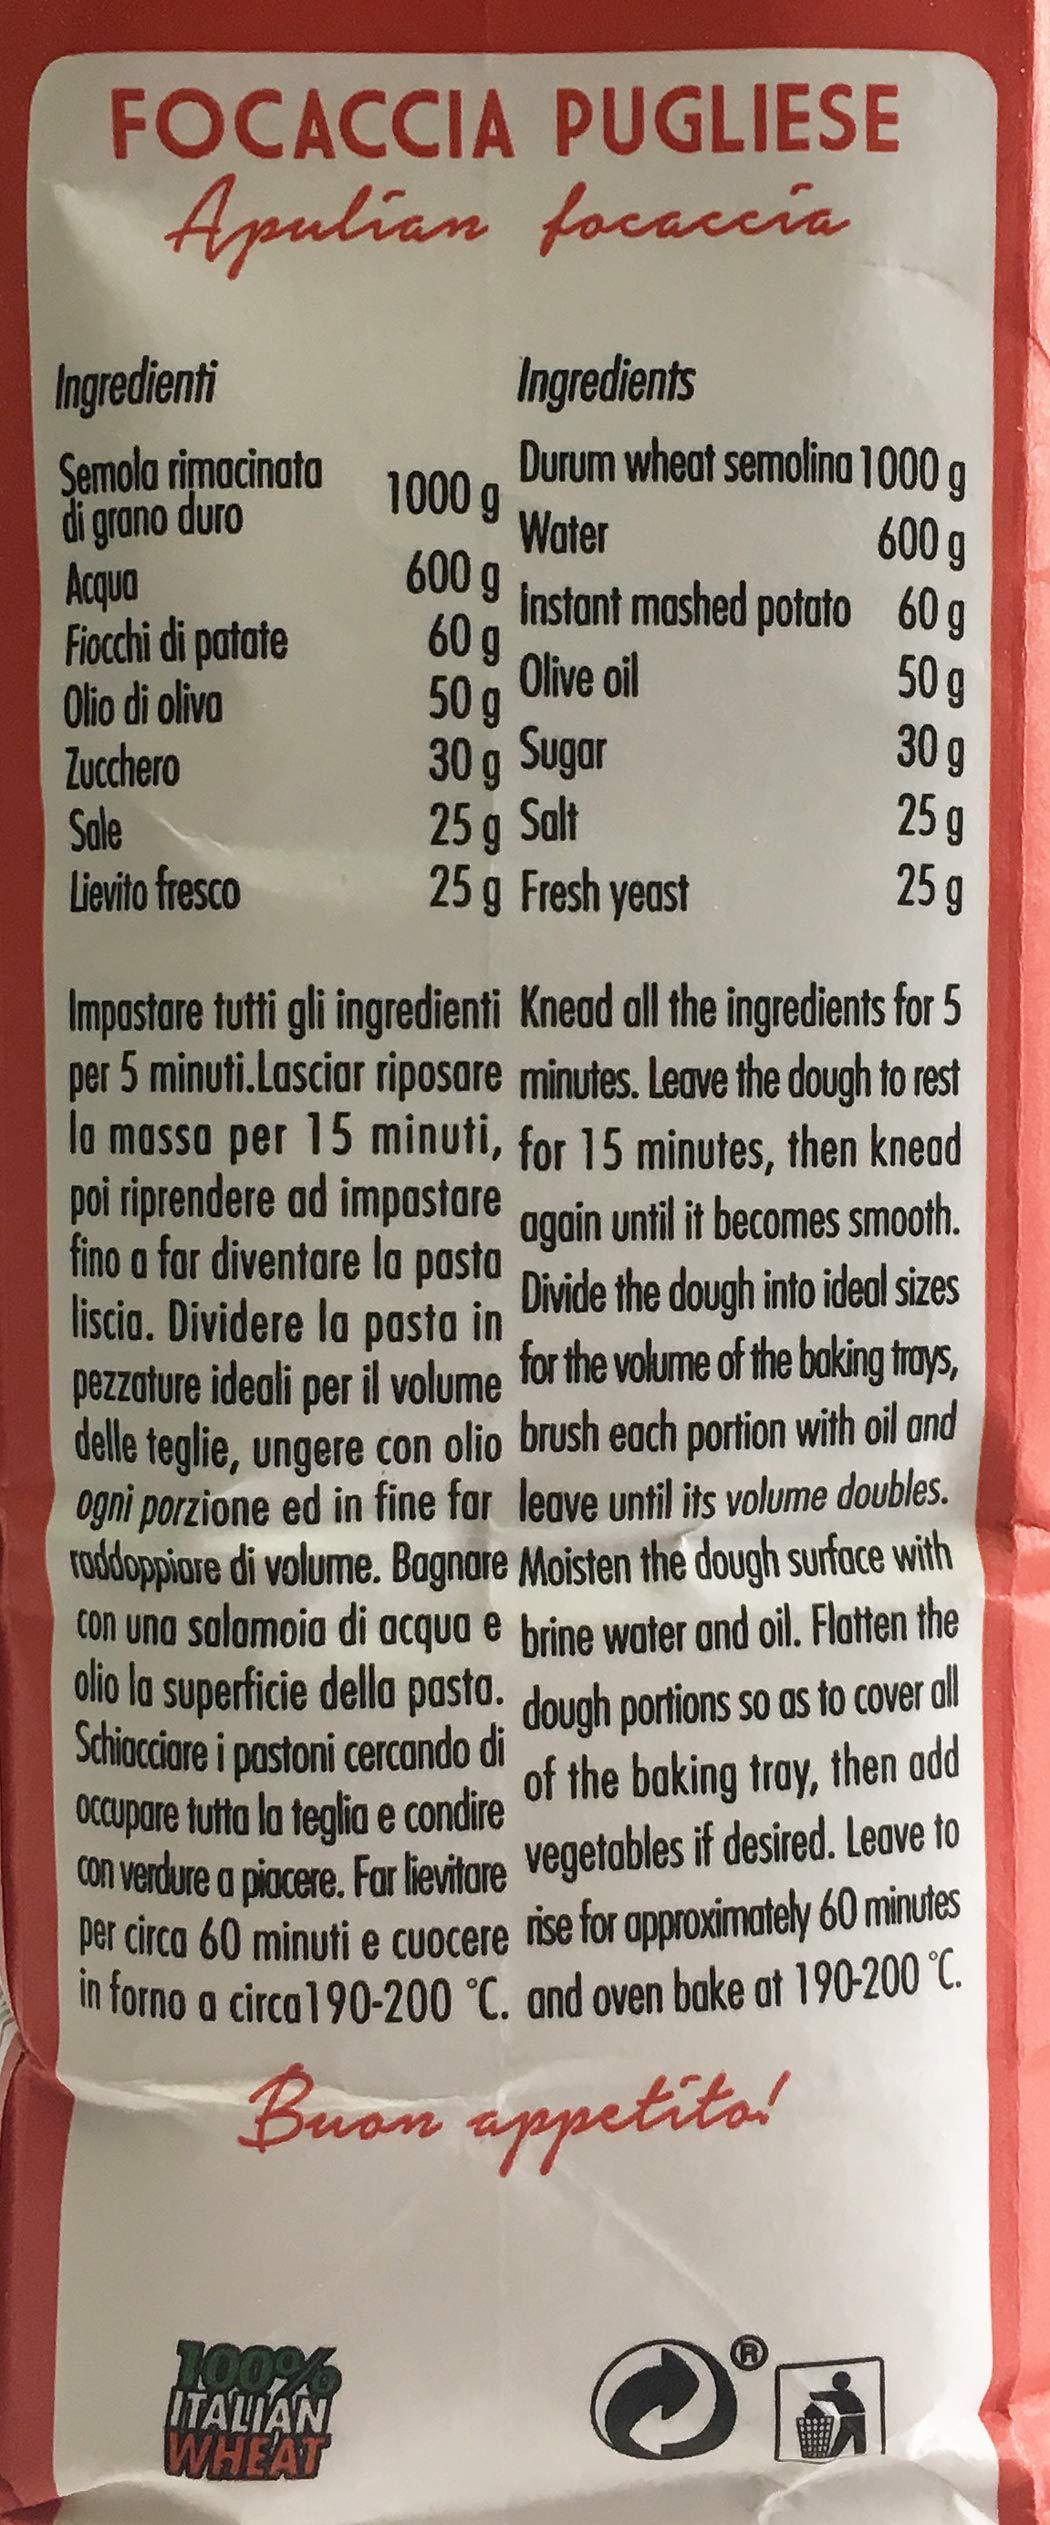 FOCACCIA PUGLIESE
Apulian focaccia
Ingredienti
Semola rimacinata
di grano duro 1000 g
Acqua 600 g
Fiocchi di patate 60 g
Olio di oliva 50 g
Zucchero 30 g
Sale 25 g
Lievito fresco 25 g
Impastare tutti gli ingredienti
per 5 minuti.Lasciar riposare
la massa per 15 minuti,
poi riprendere ad impastare
fino a far diventare la pasta
liscia. Dividere la pasta in
pezzature ideali per il volume
delle teglie, ungere con olio
ogni porzione ed in fine far
raddoppiare di volume. Bagnare
con una salamoia di acqua e
olio la superficie della pasta.
Schiacciare i pastoni cercando di
occupare tutta la teglia e condire
con verdure a piacere. Far lievitare
per circa 60 minuti e cuocere
in forno a circa190-200 °C.
Ingredients
Durum wheat semolina 1000 g
Water 600 g
Instant mashed potato 60 g
Olive oil 50 g
Sugar 30 g
Salt 25 g
Fresh yeast 25 g
Knead all the ingredients for 5
minutes. Leave the dough to rest
for 15 minutes, then knead
again until it becomes smooth.
Divide the dough into ideal sizes
for the volume of the baking trays,
brush each portion with oil and
leave until its volume doubles.
Moisten the dough surface with
brine water and oil. Flatten the
dough portions so as to cover all
of the baking tray, then add
vegetables if desired. Leave to
rise for approximately 60 minutes
and oven bake at 190-200 °C.
Buon appetito!
100%
ITALIAN
WHEAT
®